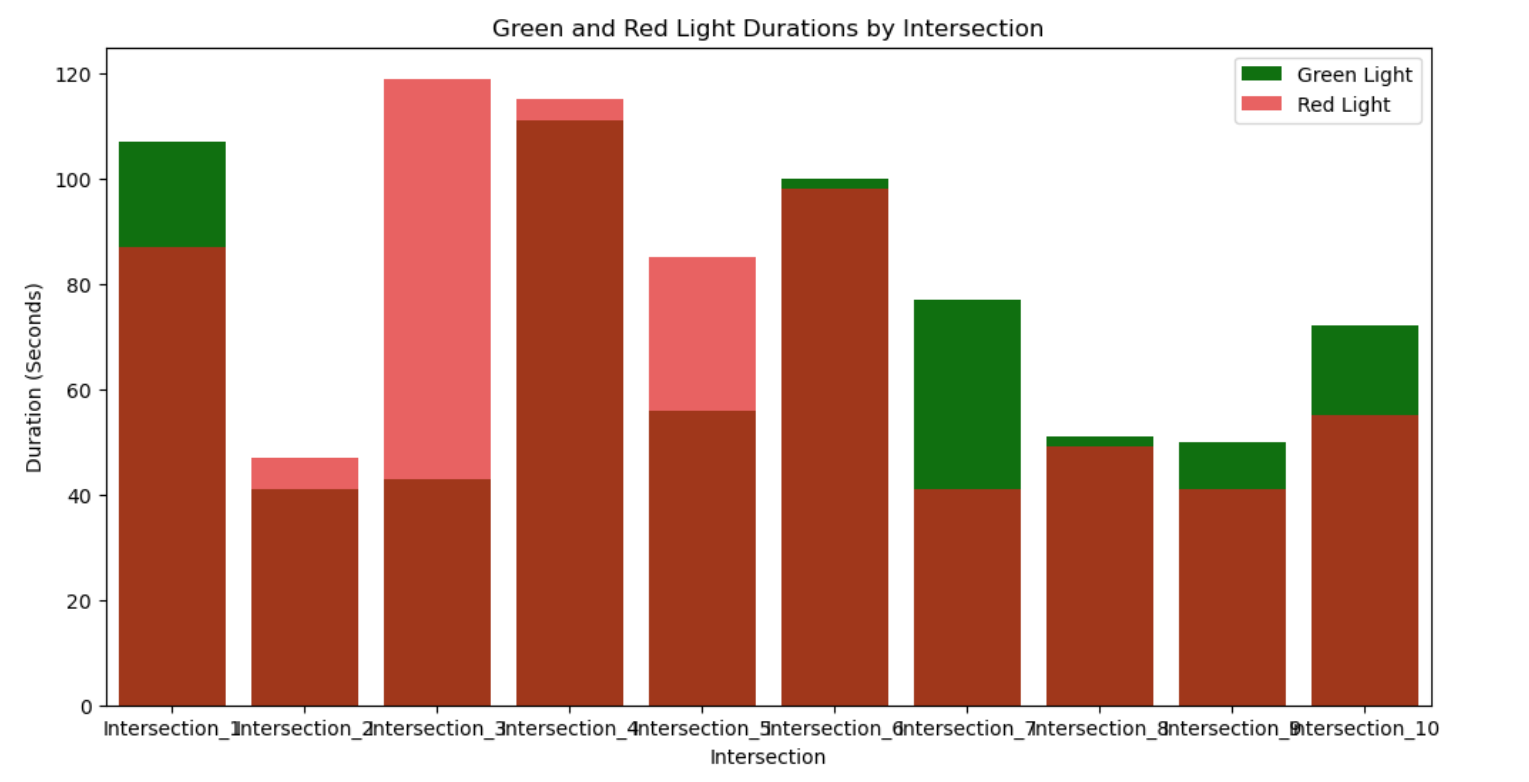 Green and Red Light Durations by Intersection
Green Light
Red Light
Duration (Seconds)
120
100
80
60
40
20
0
Intersection_1 Intersection_2 Intersection_3 Intersection_4 Intersection_5 Intersection_6 Intersection_7 Intersection_8 Intersection_9 Intersection_10
Intersection